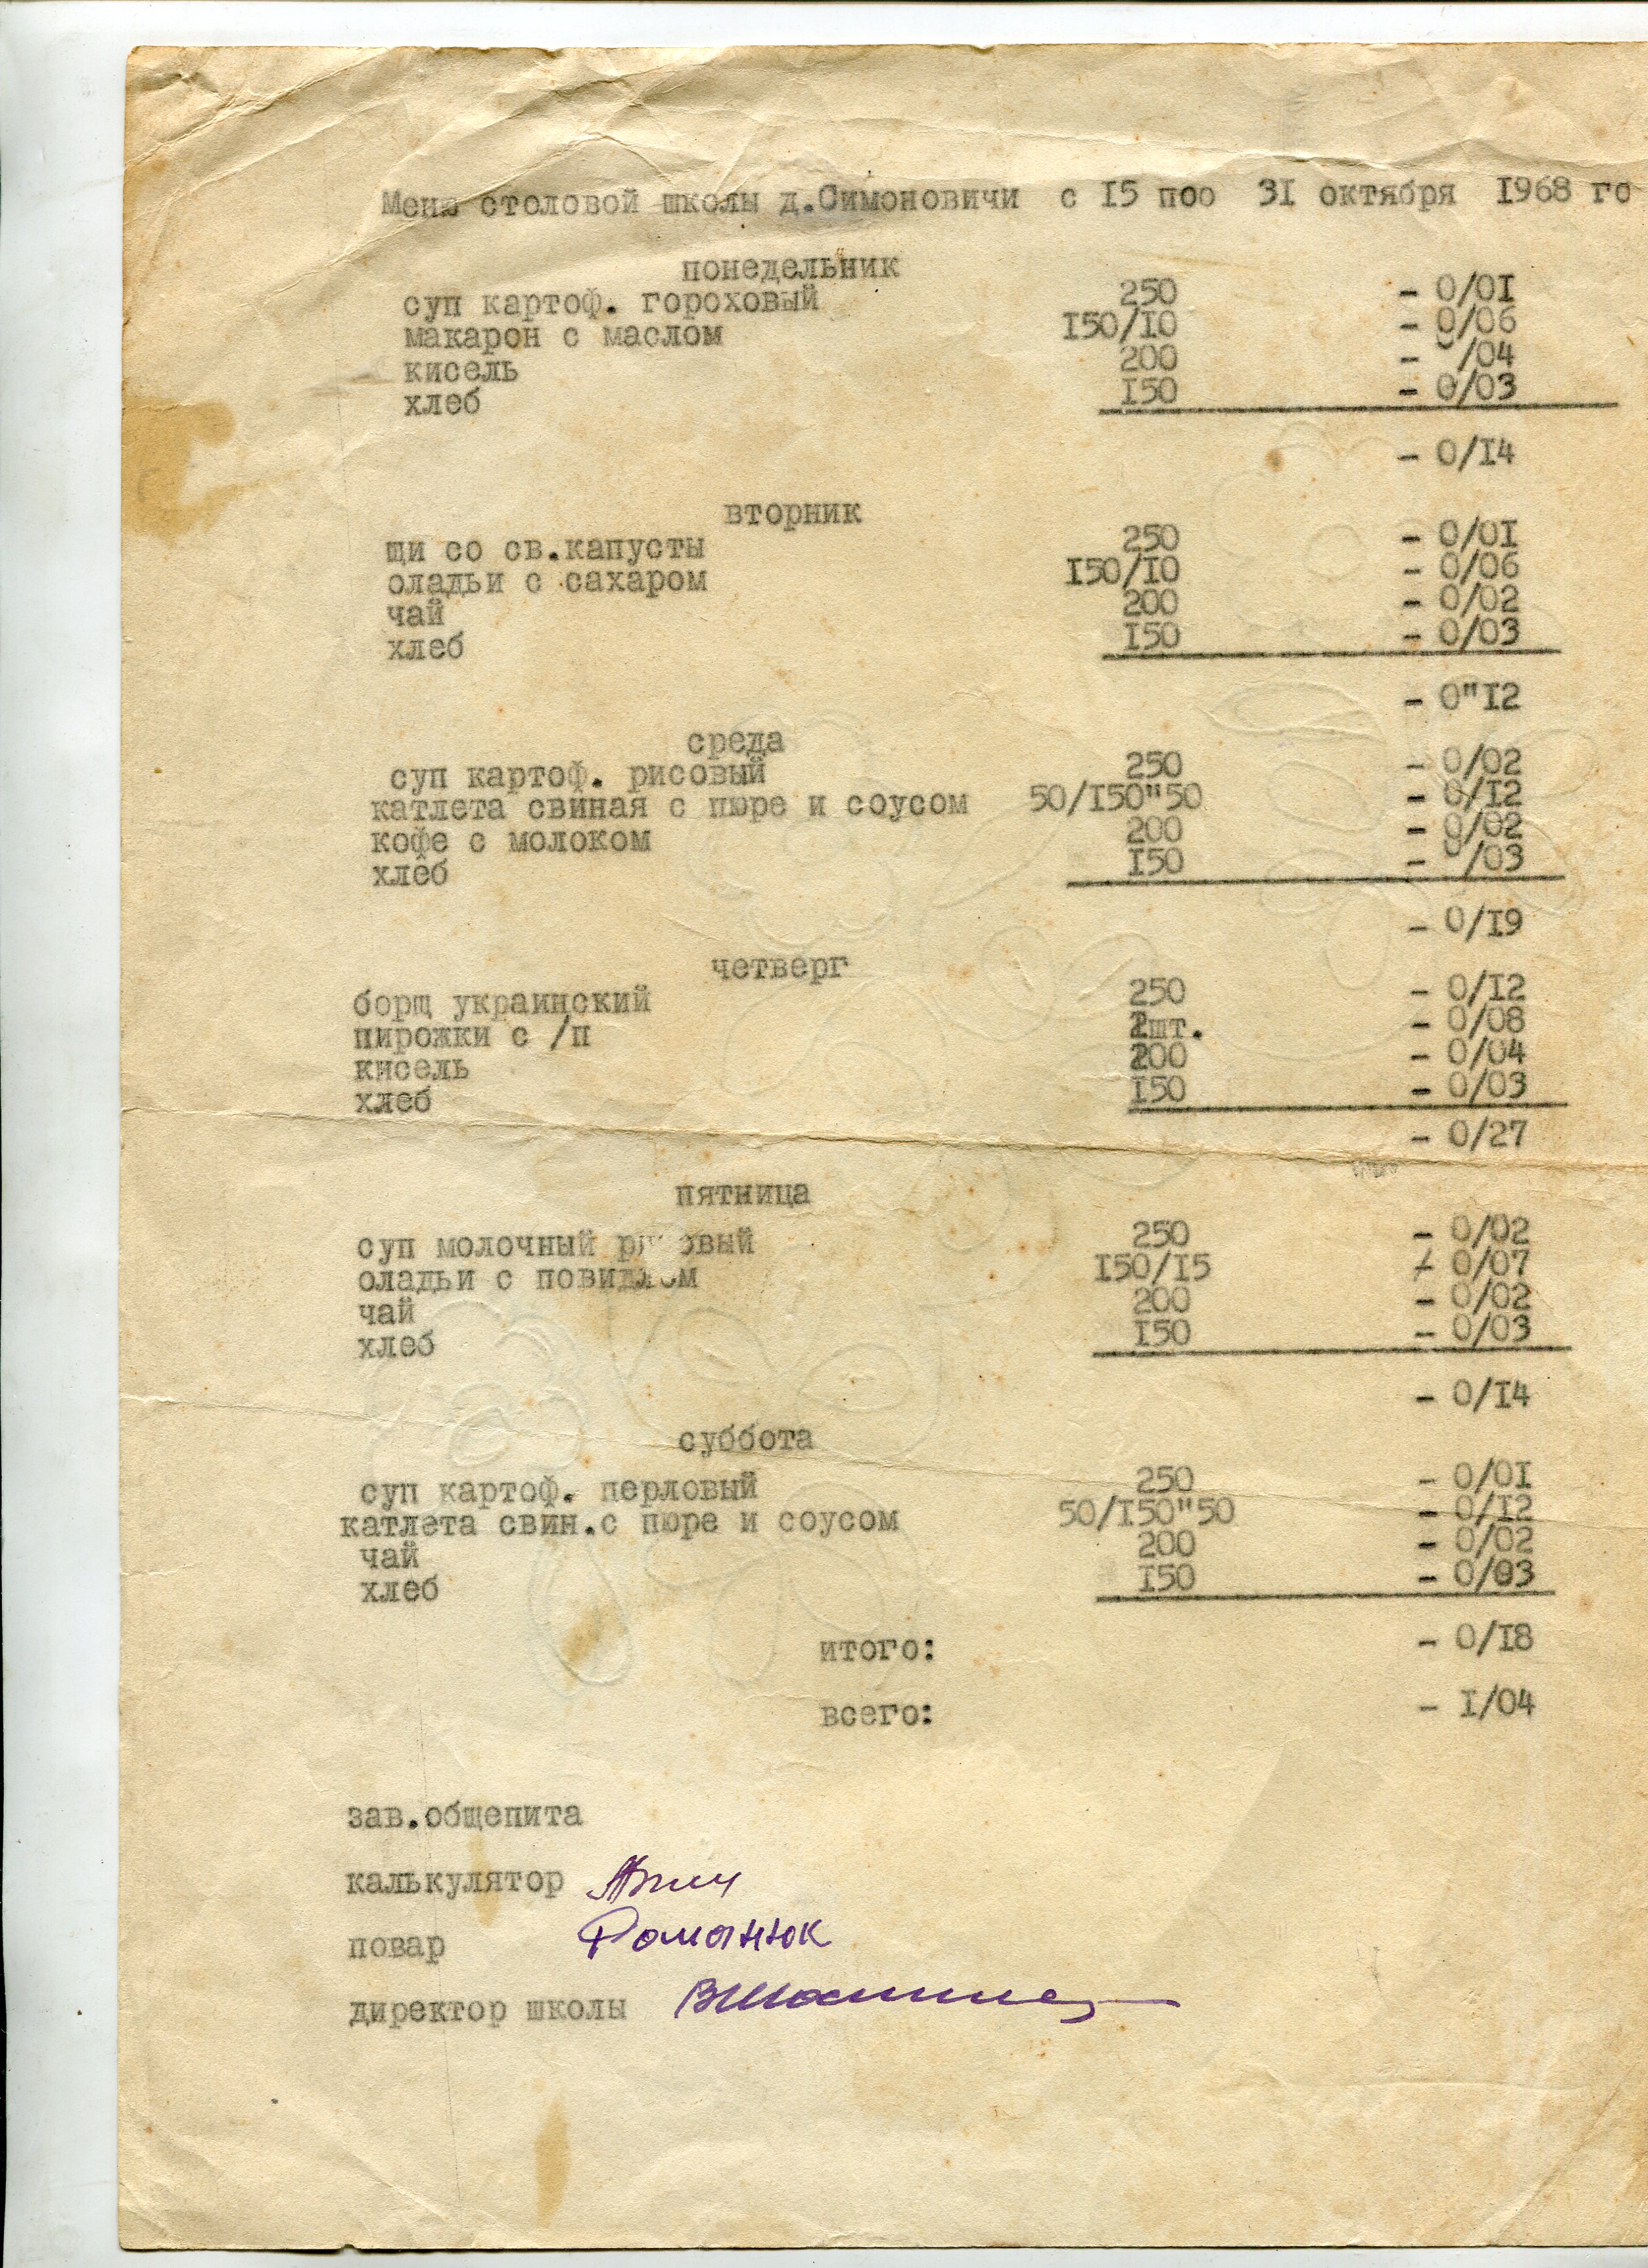 Меню столовой школы д.Симоновичи с I5 поо 3I октября I968 го
понедельник
суп картоф. гороховый 250 - 0/0I
макарон с маслом I50/I0 - 0/06
кисель 200 - /04
хлеб I50 - 0/03
- 0/I4
вторник
щи со св.капусты 250 - 0/0I
оладьи с сахаром I50/I0 - 0/06
чай 200 - 0/02
хлеб I50 - 0/03
- 0"I2
среда
суп картоф. рисовый 250 - 0/02
катлета свиная с пюре и соусом 50/I50"50 - 0/I2
кофе с молоком 200 - 0/02
хлеб I50 - /03
- 0/I9
четверг
борщ украинский 250 - 0/I2
пирожки с /п 2шт. - 0/08
кисель 200 - 0/04
хлеб I50 - 0/03
- 0/27
пятница
суп молочный 250 - 0/02
оладьи с повидлом I50/I5 - 0/07
чай 200 - 0/02
хлеб I50 - 0/03
- 0/I4
суббота
суп картоф. перловый 250 - 0/0I
катлета свин.с пюре и соусом 50/I50"50 - 0/I2
чай 200 - 0/02
хлеб I50 - 0/03
итого: - 0/I8
всего: - I/04
зав.общепита
калькулятор
повар Романюк
директор школы